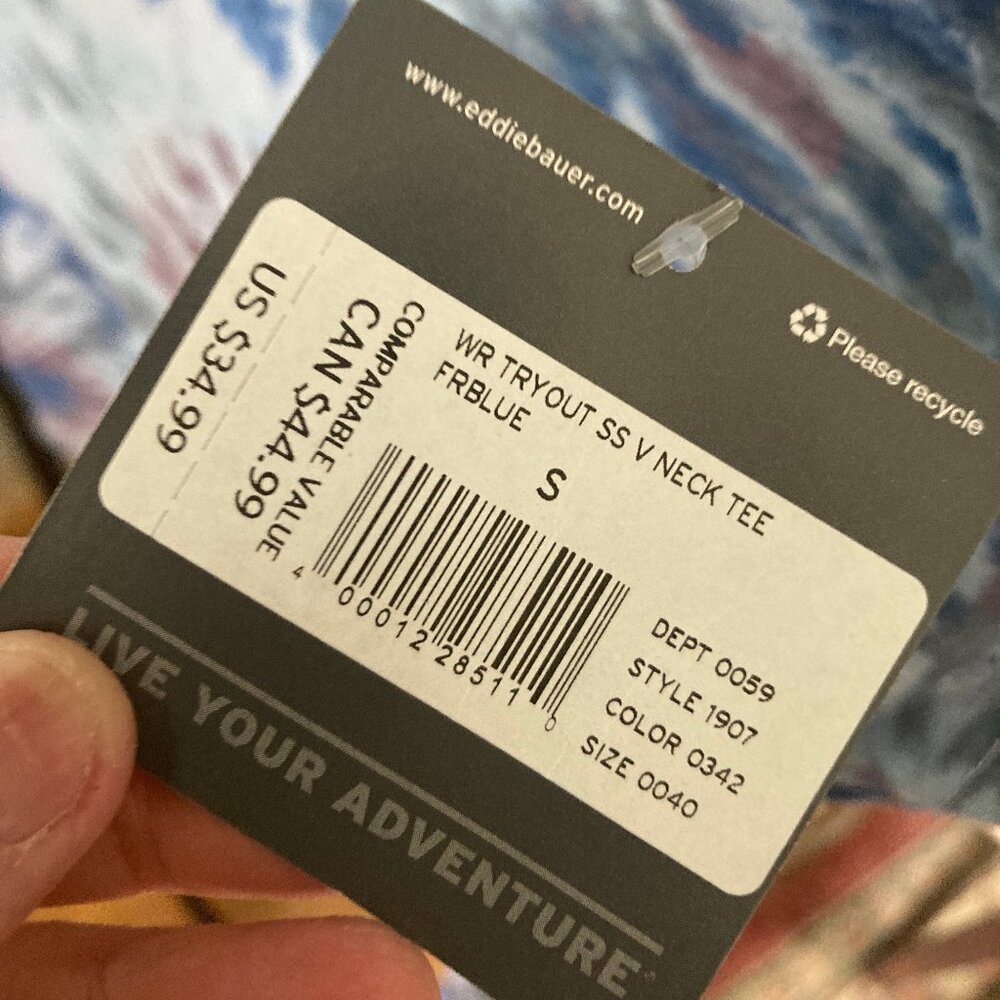 www.eddiebauer.com
Please recycle
WR TRYOUT SS V NECK TEE
FRBLUE
S
COMPARABLE VALUE
CAN $44.99
US $34.99
4 00012 28511 0
DEPT 0059
STYLE 1907
COLOR 0342
SIZE 0040
LIVE YOUR ADVENTURE